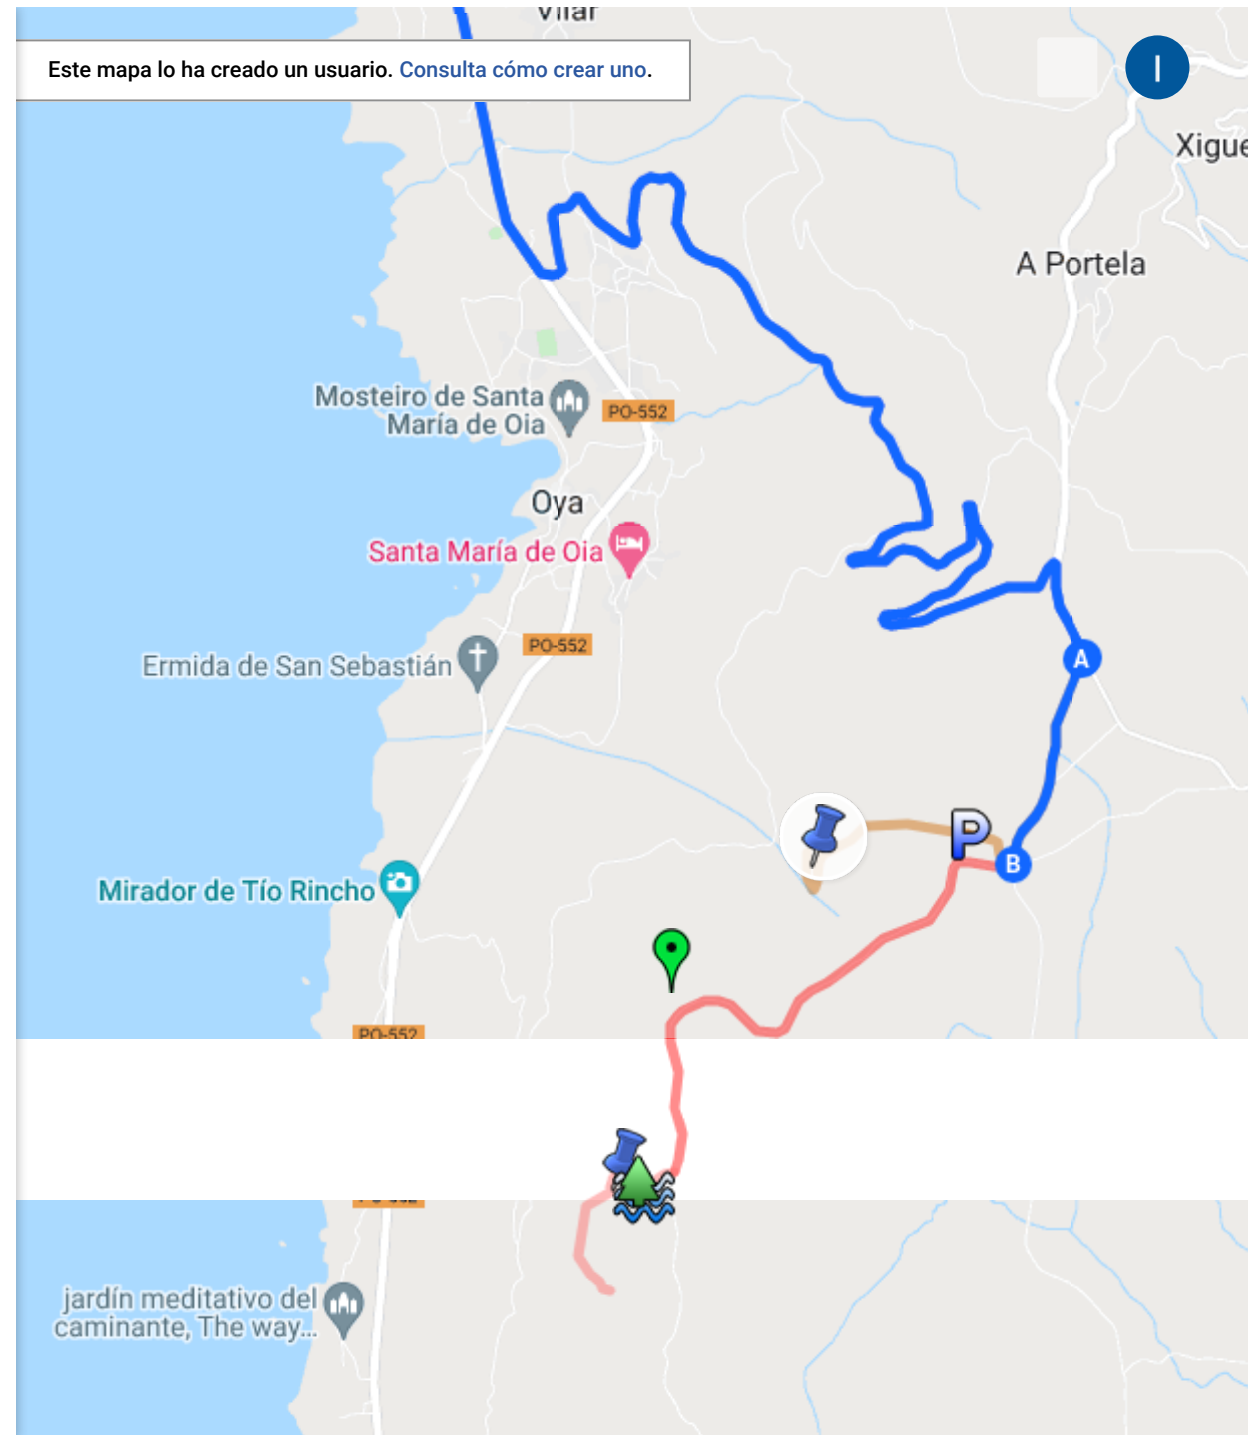 Vilar
Este mapa lo ha creado un usuario. Consulta cómo crear uno.
I
Xigue
A Portela
Mosteiro de Santa
María de Oia
PO-552
Oya
Santa María de Oia
PO-552
Ermida de San Sebastián
A
P
B
Mirador de Tío Rincho
PO-552
jardín meditativo del
caminante, The way...